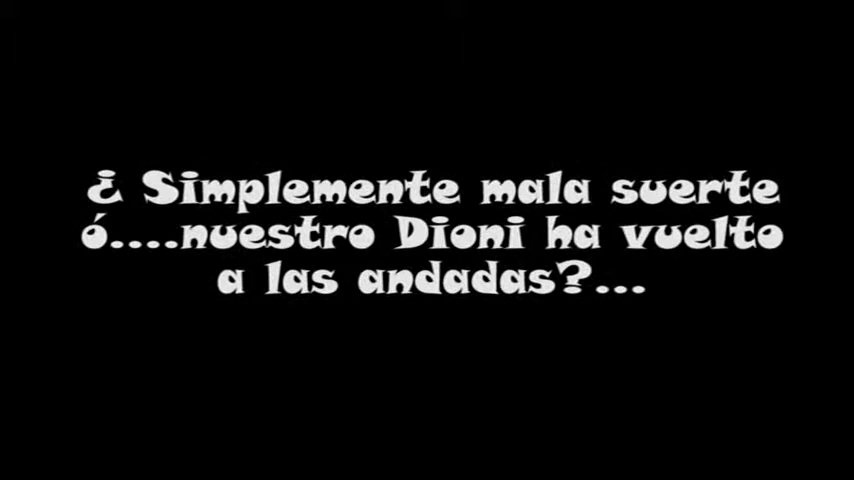 ¿ Simplemente mala suerte
ó....nuestro Dioni ha vuelto
a las andadas?...